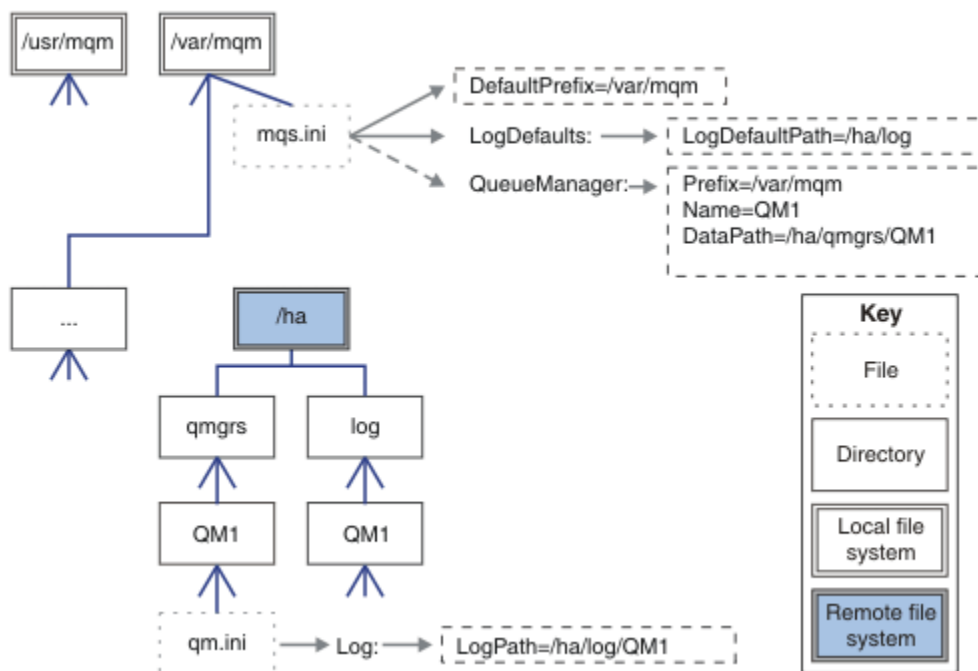 /usr/mqm
/var/mqm
mqs.ini
DefaultPrefix=/var/mqm
LogDefaults:
LogDefaultPath=/ha/log
QueueManager:
Prefix=/var/mqm
Name=QM1
DataPath=/ha/qmgrs/QM1
...
/ha
qmgrs
log
QM1
QM1
qm.ini
Log:
LogPath=/ha/log/QM1
Key
File
Directory
Local file
system
Remote file
system